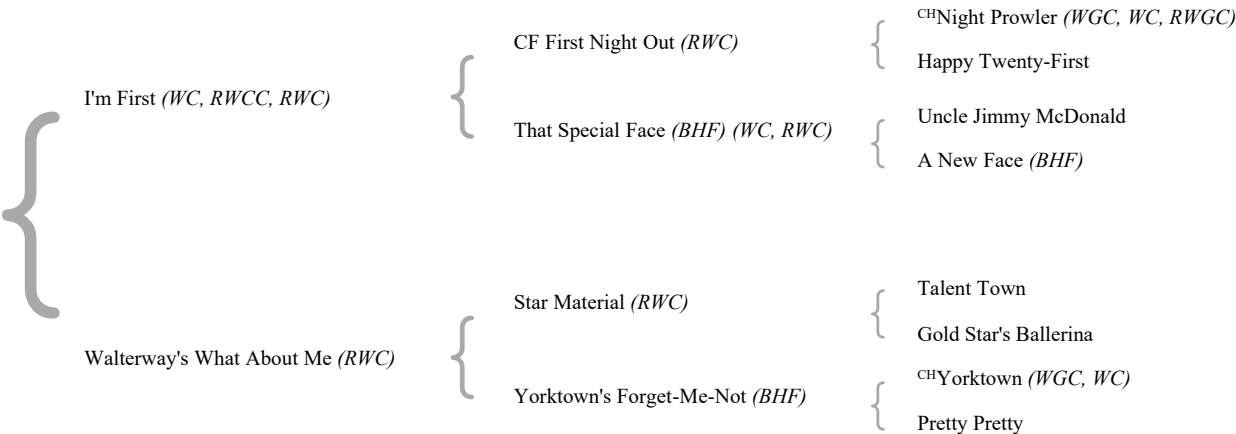 CHNight Prowler (WGC, WC, RWGC)
CF First Night Out (RWC)
Happy Twenty-First
I'm First (WC, RWCC, RWC)
Uncle Jimmy McDonald
That Special Face (BHF) (WC, RWC)
A New Face (BHF)
Talent Town
Star Material (RWC)
Gold Star's Ballerina
Walterway's What About Me (RWC)
CHYorktown (WGC, WC)
Yorktown's Forget-Me-Not (BHF)
Pretty Pretty